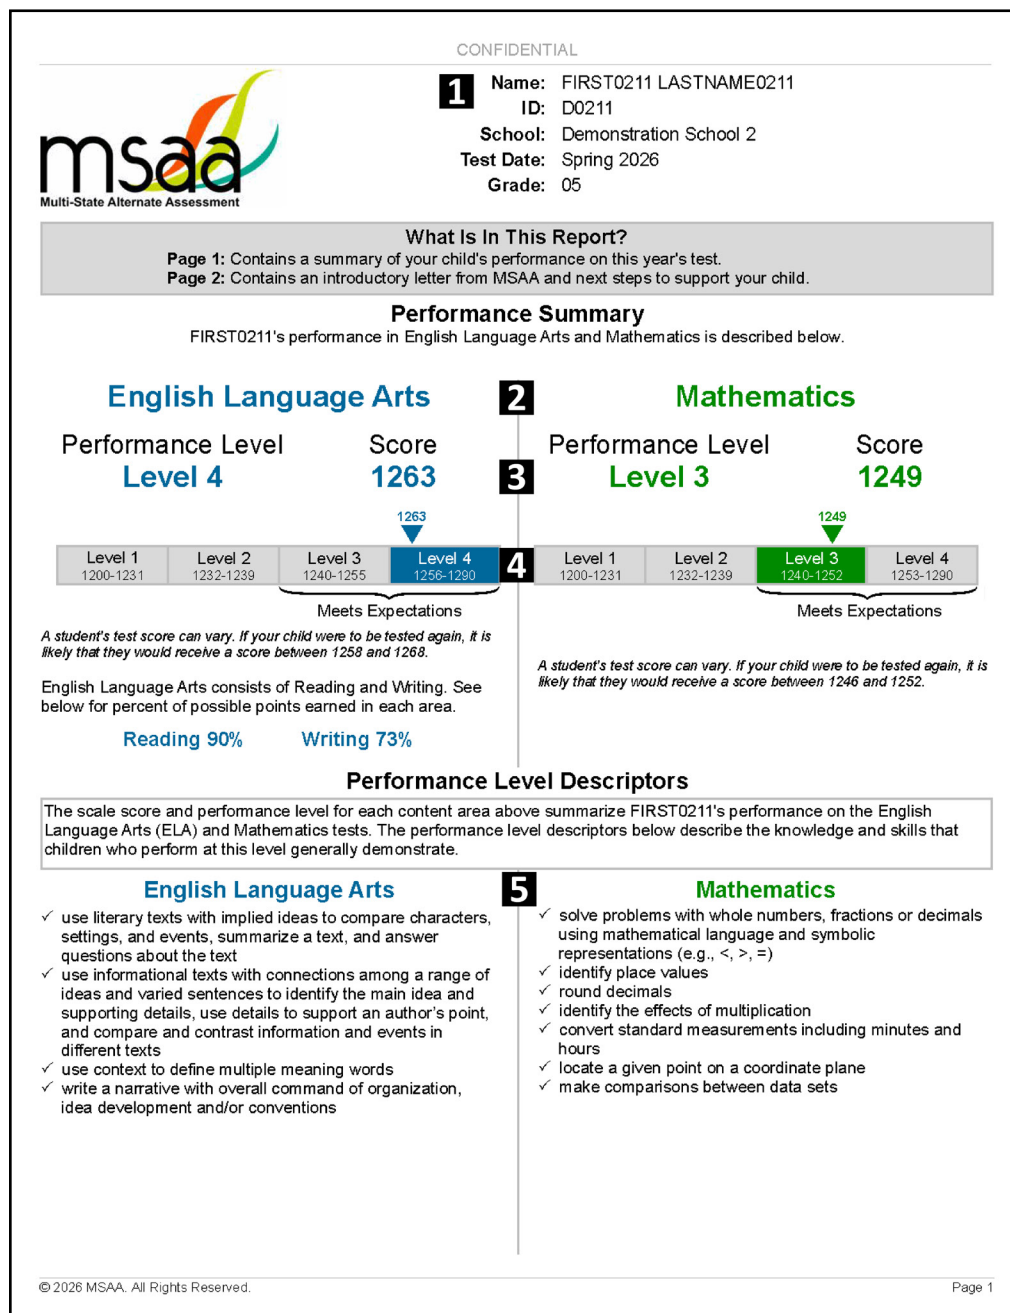 CONFIDENTIAL
msaa
Multi-State Alternate Assessment
1
Name: FIRST0211 LASTNAME0211
ID: D0211
School: Demonstration School 2
Test Date: Spring 2026
Grade: 05
What Is In This Report?
Page 1: Contains a summary of your child's performance on this year's test.
Page 2: Contains an introductory letter from MSAA and next steps to support your child.
Performance Summary
FIRST0211's performance in English Language Arts and Mathematics is described below.
English Language Arts
2
Mathematics
Performance Level Score
Level 4 1263
3
Performance Level Score
Level 3 1249
1263
Level 1 Level 2 Level 3 Level 4
1200-1231 1232-1239 1240-1255 1256-1290
Meets Expectations
4
1249
Level 1 Level 2 Level 3 Level 4
1200-1231 1232-1239 1240-1252 1253-1290
Meets Expectations
A student's test score can vary. If your child were to be tested again, it is
likely that they would receive a score between 1258 and 1268.
English Language Arts consists of Reading and Writing. See
below for percent of possible points earned in each area.
Reading 90% Writing 73%
A student's test score can vary. If your child were to be tested again, it is
likely that they would receive a score between 1246 and 1252.
Performance Level Descriptors
The scale score and performance level for each content area above summarize FIRST0211's performance on the English
Language Arts (ELA) and Mathematics tests. The performance level descriptors below describe the knowledge and skills that
children who perform at this level generally demonstrate.
5
English Language Arts
✓ use literary texts with implied ideas to compare characters,
settings, and events, summarize a text, and answer
questions about the text
✓ use informational texts with connections among a range of
ideas and varied sentences to identify the main idea and
supporting details, use details to support an author's point,
and compare and contrast information and events in
different texts
✓ use context to define multiple meaning words
✓ write a narrative with overall command of organization,
idea development and/or conventions
Mathematics
✓ solve problems with whole numbers, fractions or decimals
using mathematical language and symbolic
representations (e.g., <, >, =)
✓ identify place values
✓ round decimals
✓ identify the effects of multiplication
✓ convert standard measurements including minutes and
hours
✓ locate a given point on a coordinate plane
✓ make comparisons between data sets
© 2026 MSAA. All Rights Reserved.
Page 1